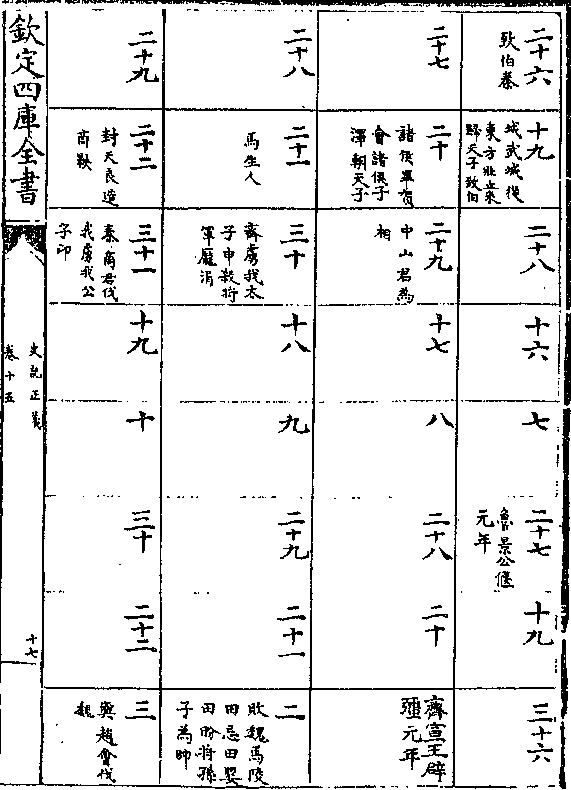 二十六
致伯秦
十九
城武城從
東方牡丘來
歸天子致伯
二十八
十六
七
二十七
魯景公偃
元年
十九
三十六
二十七
二十
諸侯畢賀
會諸侯于
澤朝天子
二十九
中山君為
相
十七
八
二十八
二十
齊宣王辟
彊元年
二十八
二十一
馬生人
三十
齊虜我太
子申殺將
軍龐涓
十八
九
二十九
二十一
二
敗魏馬陵
田忌田嬰
田盼將孫
子為師
二十九
二十二
封大良造
商鞅
三十一
秦商君伐
我虜我公
子卬
十九
十
三十
二十二
三
與趙會伐
魏
欽定四庫全書
史記正義
卷十五
十七